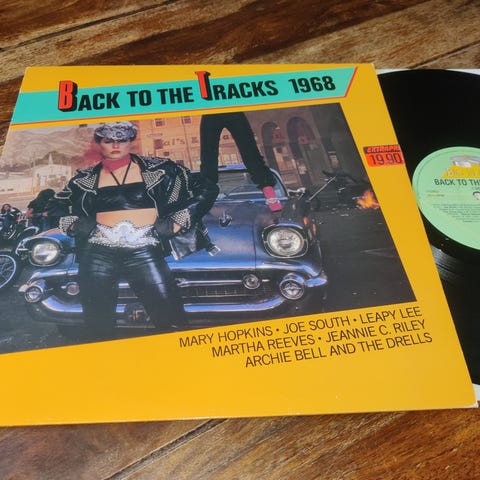 BACK TO THE TRACKS 1968
EXTRAPRIS
19.90
MARY HOPKINS • JOE SOUTH • LEAPY LEE
MARTHA REEVES • JEANNIE C. RILEY
ARCHIE BELL AND THE DRELLS
BACK TO THE